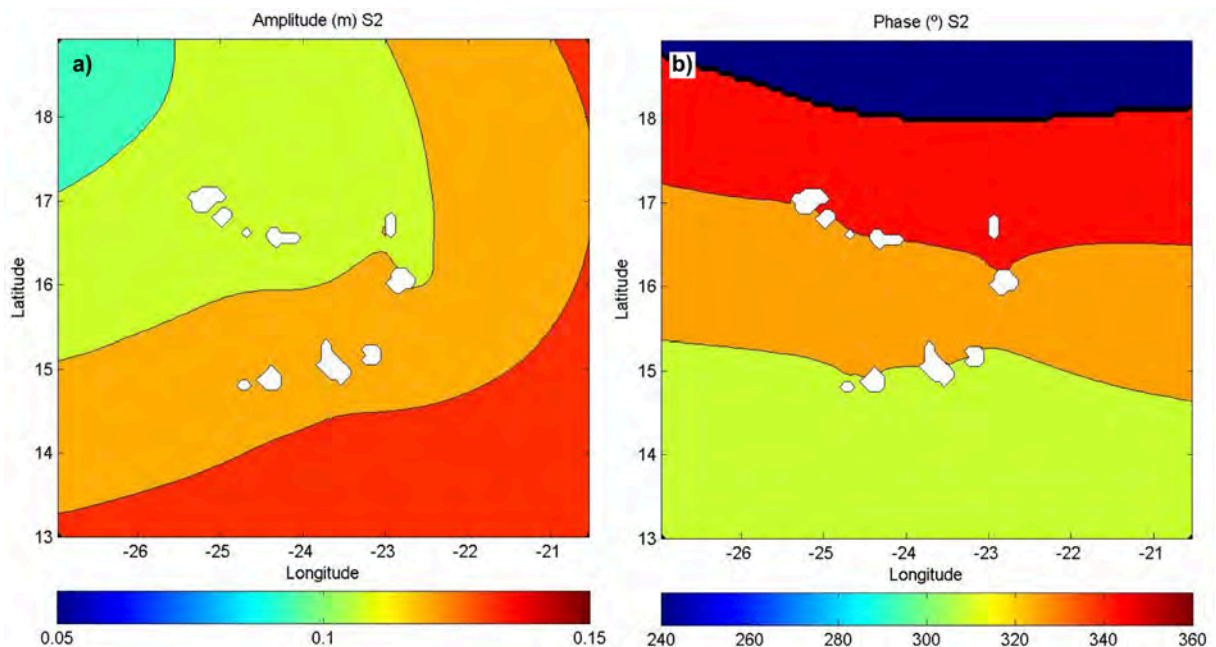 Amplitude (m) S2
a)
18
17
16
15
14
13
Latitude
-26 -25 -24 -23 -22 -21
Longitude
0.05 0.1 0.15
Phase (º) S2
b)
18
17
16
15
14
13
Latitude
-26 -25 -24 -23 -22 -21
Longitude
240 260 280 300 320 340 360